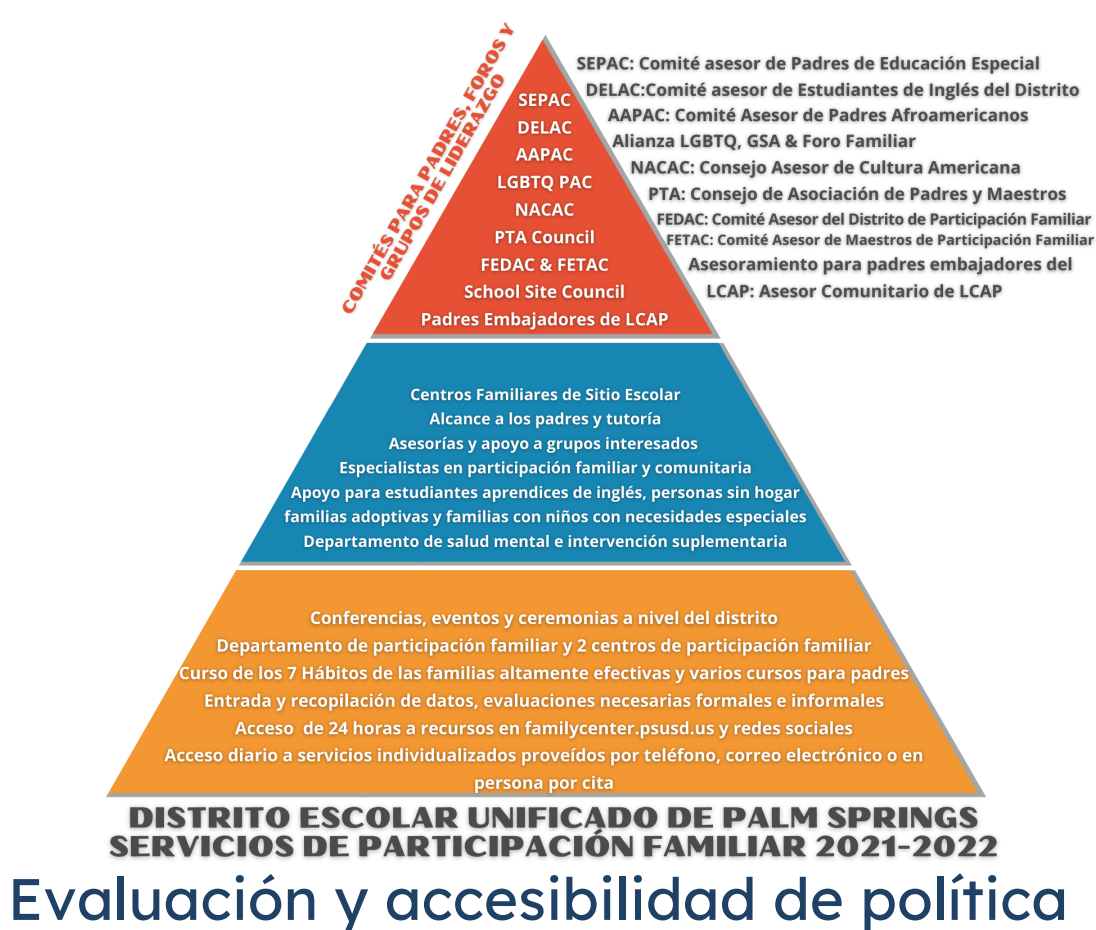 COMITÉS PARA PADRES, FOROS Y
GRUPOS DE LIDERAZGO
SEPAC
DELAC
AAPAC
LGBTQ PAC
NACAC
PTA Council
FEDAC & FETAC
School Site Council
Padres Embajadores de LCAP
SEPAC: Comité asesor de Padres de Educación Especial
DELAC:Comité asesor de Estudiantes de Inglés del Distrito
AAPAC: Comité Asesor de Padres Afroamericanos
Alianza LGBTQ, GSA & Foro Familiar
NACAC: Consejo Asesor de Cultura Americana
PTA: Consejo de Asociación de Padres y Maestros
FEDAC: Comité Asesor del Distrito de Participación Familiar
FETAC: Comité Asesor de Maestros de Participación Familiar
Asesoramiento para padres embajadores del
LCAP: Asesor Comunitario de LCAP
Centros Familiares de Sitio Escolar
Alcance a los padres y tutoría
Asesorías y apoyo a grupos interesados
Especialistas en participación familiar y comunitaria
Apoyo para estudiantes aprendices de inglés, personas sin hogar
familias adoptivas y familias con niños con necesidades especiales
Departamento de salud mental e intervención suplementaria
Conferencias, eventos y ceremonias a nivel del distrito
Departamento de participación familiar y 2 centros de participación familiar
Curso de los 7 Hábitos de las familias altamente efectivas y varios cursos para padres
Entrada y recopilación de datos, evaluaciones necesarias formales e informales
Acceso de 24 horas a recursos en familycenter.psusd.us y redes sociales
Acceso diario a servicios individualizados proveídos por teléfono, correo electrónico o en
persona por cita
DISTRITO ESCOLAR UNIFICADO DE PALM SPRINGS
SERVICIOS DE PARTICIPACIÓN FAMILIAR 2021-2022
Evaluación y accesibilidad de política